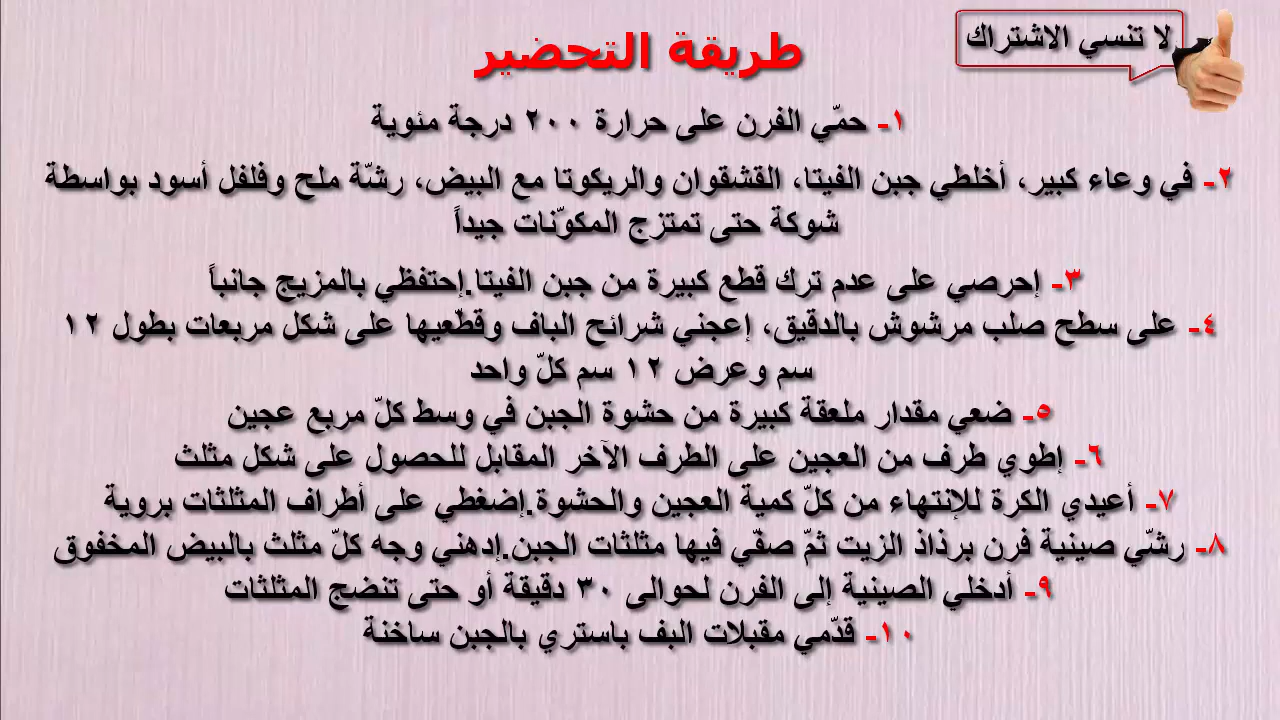 لا تنسي الاشتراك
طريقة التحضير
١- حمّي الفرن على حرارة ٢٠٠ درجة مئوية
٢- في وعاء كبير، أخلطي جبن الفيتا، القشقوان والريكوتا مع البيض، رشّة ملح وفلفل أسود بواسطة
شوكة حتى تمتزج المكوّنات جيداً
٣- إحرصي على عدم ترك قطع كبيرة من جبن الفيتا.إحتفظي بالمزيج جانباً
٤- على سطح صلب مرشوش بالدقيق، إعجني شرائح الباف وقطّعيها على شكل مربعات بطول ١٢
سم وعرض ١٢ سم كلّ واحد
٥- ضعي مقدار ملعقة كبيرة من حشوة الجبن في وسط كلّ مربع عجين
٦- إطوي طرف من العجين على الطرف الآخر المقابل للحصول على شكل مثلث
٧- أعيدي الكرة للإنتهاء من كلّ كمية العجين والحشوة.إضغطي على أطراف المثلثات بروية
٨- رشّي صينية فرن برذاذ الزيت ثمّ صفّي فيها مثلثات الجبن.إدهني وجه كلّ مثلث بالبيض المخفوق
٩- أدخلي الصينية إلى الفرن لحوالى ٣٠ دقيقة أو حتى تنضج المثلثات
١٠- قدّمي مقبلات البف باستري بالجبن ساخنة